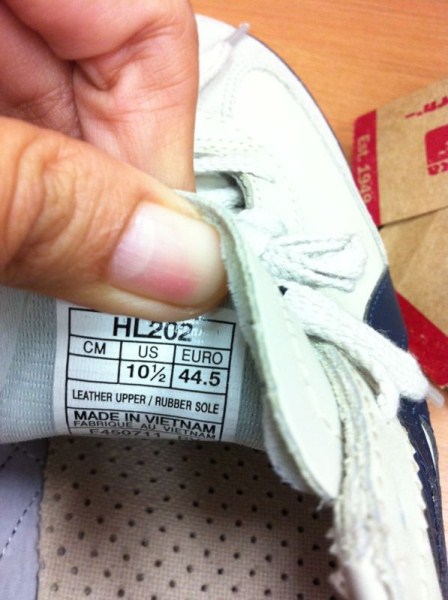 HL202
CM US EURO
10½ 44.5
LEATHER UPPER / RUBBER SOLE
MADE IN VIETNAM
FABRIQUE AU VIETNAM
F450711
Est. 1949